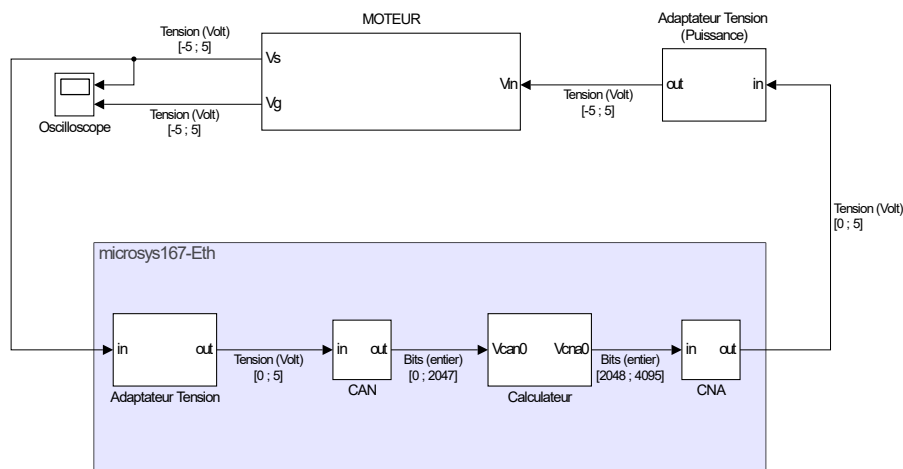 MOTEUR
Adaptateur Tension
(Puissance)
Tension (Volt)
[-5 ; 5]
Vs
Vg
Vin
out
in
Tension (Volt)
[-5 ; 5]
Tension (Volt)
[-5 ; 5]
Oscilloscope
Tension (Volt)
[0 ; 5]
microsys167-Eth
in
out
Tension (Volt)
[0 ; 5]
in
out
Bits (entier)
[0 ; 2047]
Vcan0
Vcna0
Bits (entier)
[2048 ; 4095]
in
out
Adaptateur Tension
CAN
Calculateur
CNA